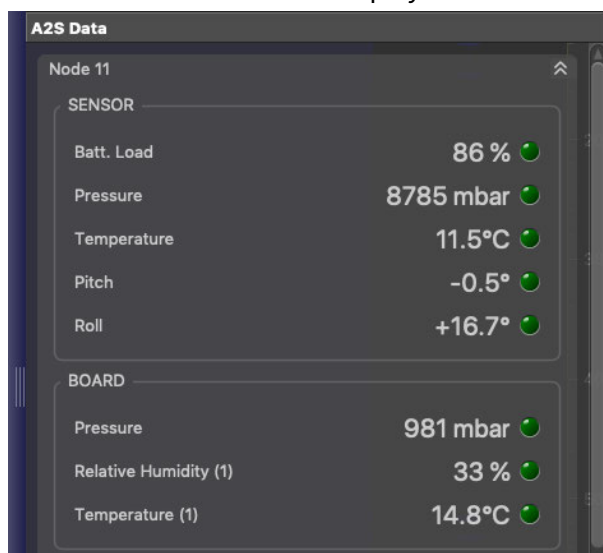 A2S Data
Node 11
SENSOR
Batt. Load 86 %
Pressure 8785 mbar
Temperature 11.5°C
Pitch -0.5°
Roll +16.7°
BOARD
Pressure 981 mbar
Relative Humidity (1) 33 %
Temperature (1) 14.8°C